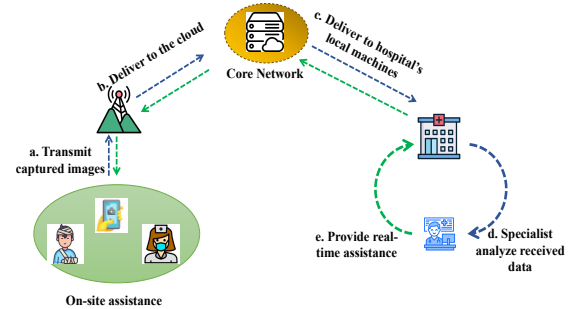 c. Deliver to hospital's
local machines
b. Deliver to the cloud
Core Network
a. Transmit
captured images
e. Provide real-
time assistance
d. Specialist
analyze received
data
On-site assistance